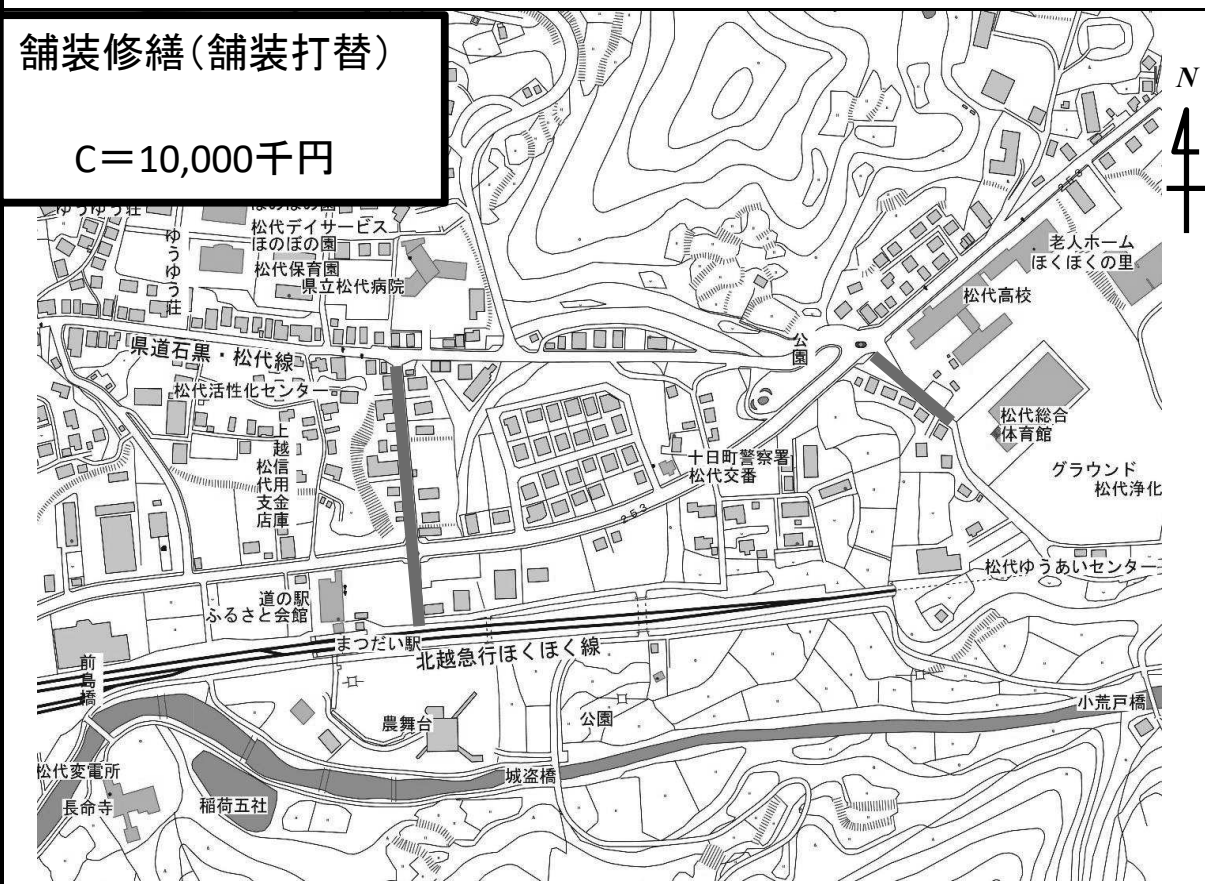 舗装修繕(舗装打替)
C=10,000千円
N
ゆうゆう荘
ゆうゆう荘
松代デイサービス
ほのぼの園
松代保育園
県立松代病院
県道石黒・松代線
松代活性化センター
上越信用金庫
松代支店
公園
253
老人ホーム
ほくほくの里
松代高校
松代総合
体育館
グラウンド
松代浄化
十日町警察署
松代交番
253
松代ゆうあいセンター
道の駅
ふるさと会館
まつだい駅
北越急行ほくほく線
前島橋
農舞台
公園
小荒戸橋
城盗橋
松代変電所
長命寺
稲荷五社